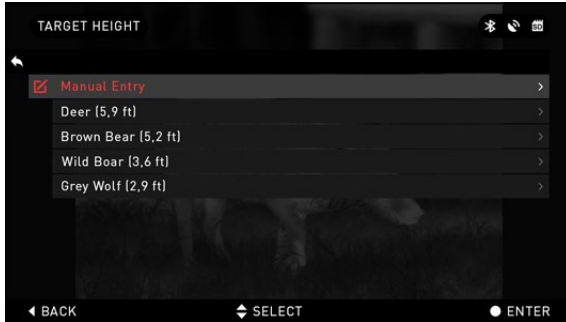 TARGET HEIGHT
SD
Manual Entry
Deer (5,9 ft)
Brown Bear (5,2 ft)
Wild Boar (3,6 ft)
Grey Wolf (2,9 ft)
BACK SELECT ENTER